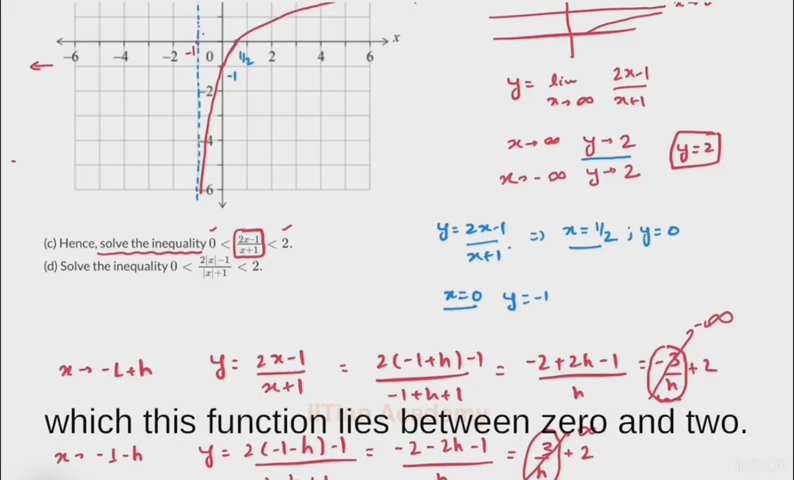 x
-6 -4 -2 -1 0 1/2 2 4 6
-1
-2
-4
-6
y = lim x→∞ 2x-1/x+1
x→∞ y→2
y=2
x→-∞ y→2
(c) Hence, solve the inequality 0 < 2x-1/x+1 < 2.
(d) Solve the inequality 0 < 2|x|-1/|x|+1 < 2.
y = 2x-1/x+1 ⇒ x = 1/2 ; y = 0
x=0 y=-1
-∞
x→ -1+h y = 2x-1/x+1 = 2(-1+h)-1/-1+h+1 = -2+2h-1/h = -3/h + 2
IITian Academy
which this function lies between zero and two.
x→ -1-h y = 2(-1-h)-1 = -2-2h-1 = 3/h + 2
∞